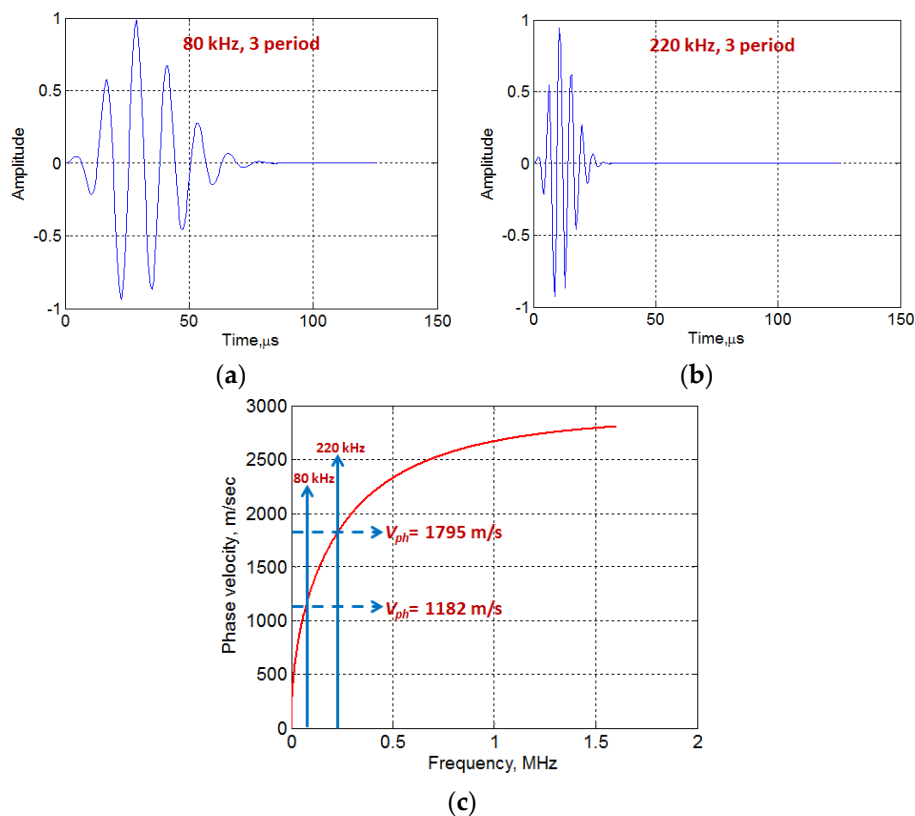 80 kHz, 3 period
Amplitude
1
0.5
0
-0.5
-1
0 50 100 150
Time,μs
(a)
220 kHz, 3 period
Amplitude
1
0.5
0
-0.5
-1
0 50 100 150
Time,μs
(b)
Phase velocity, m/sec
3000
2500
2000
1500
1000
500
0
220 kHz
80 kHz
V_ph= 1795 m/s
V_ph= 1182 m/s
0 0.5 1 1.5 2
Frequency, MHz
(c)